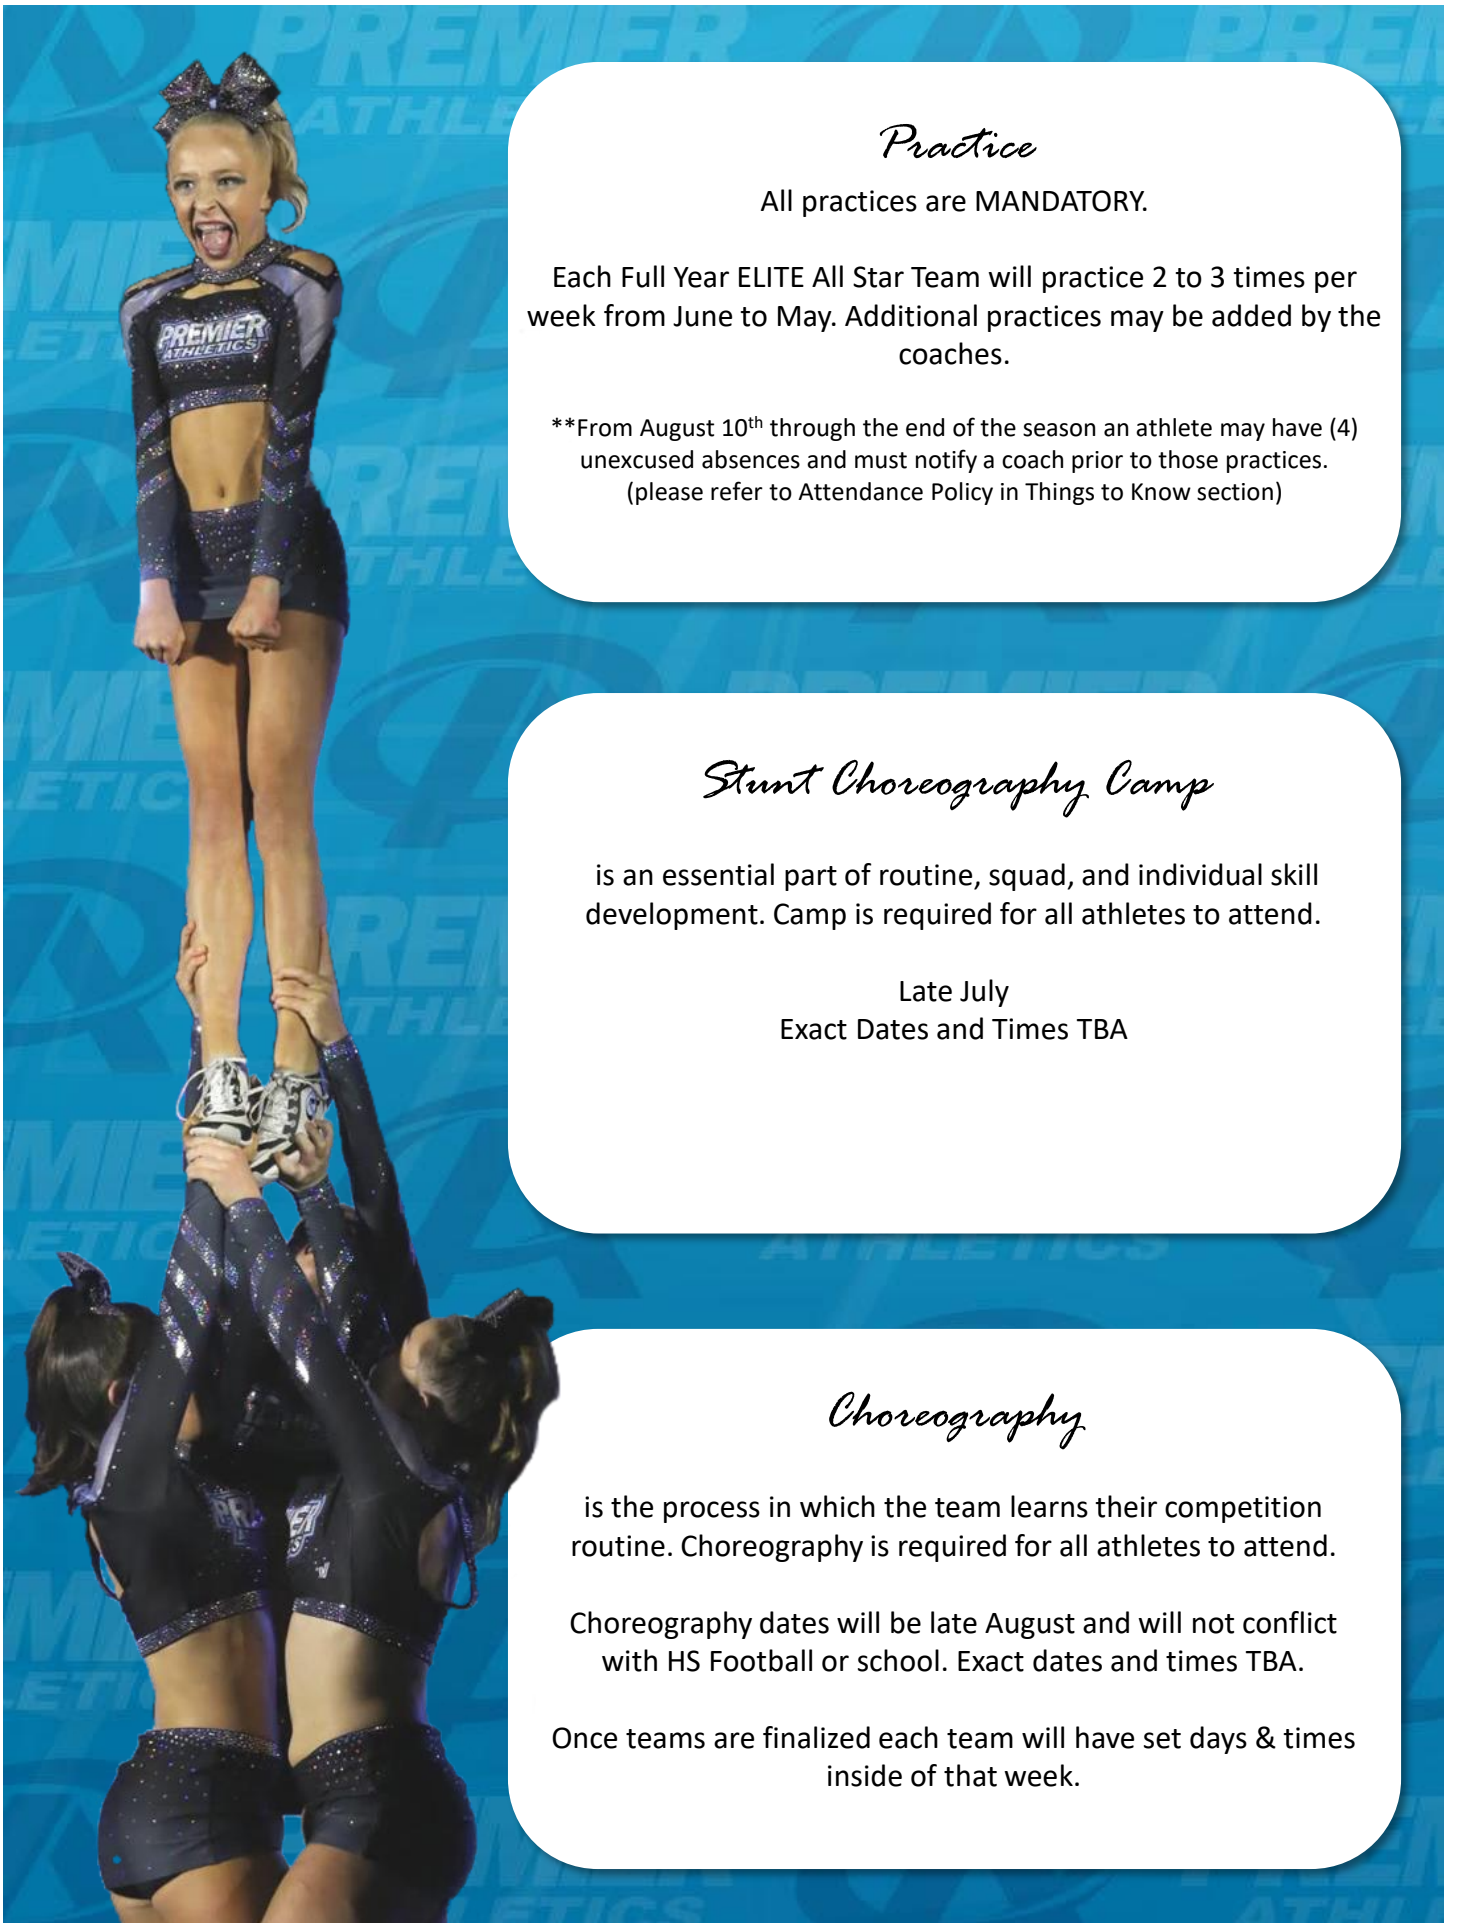 Practice
All practices are MANDATORY.
Each Full Year ELITE All Star Team will practice 2 to 3 times per
week from June to May. Additional practices may be added by the
coaches.
**From August 10th through the end of the season an athlete may have (4)
unexcused absences and must notify a coach prior to those practices.
(please refer to Attendance Policy in Things to Know section)
PREMIER
ATHLETICS
Stunt Choreography Camp
is an essential part of routine, squad, and individual skill
development. Camp is required for all athletes to attend.
Late July
Exact Dates and Times TBA
Choreography
is the process in which the team learns their competition
routine. Choreography is required for all athletes to attend.
Choreography dates will be late August and will not conflict
with HS Football or school. Exact dates and times TBA.
Once teams are finalized each team will have set days & times
inside of that week.